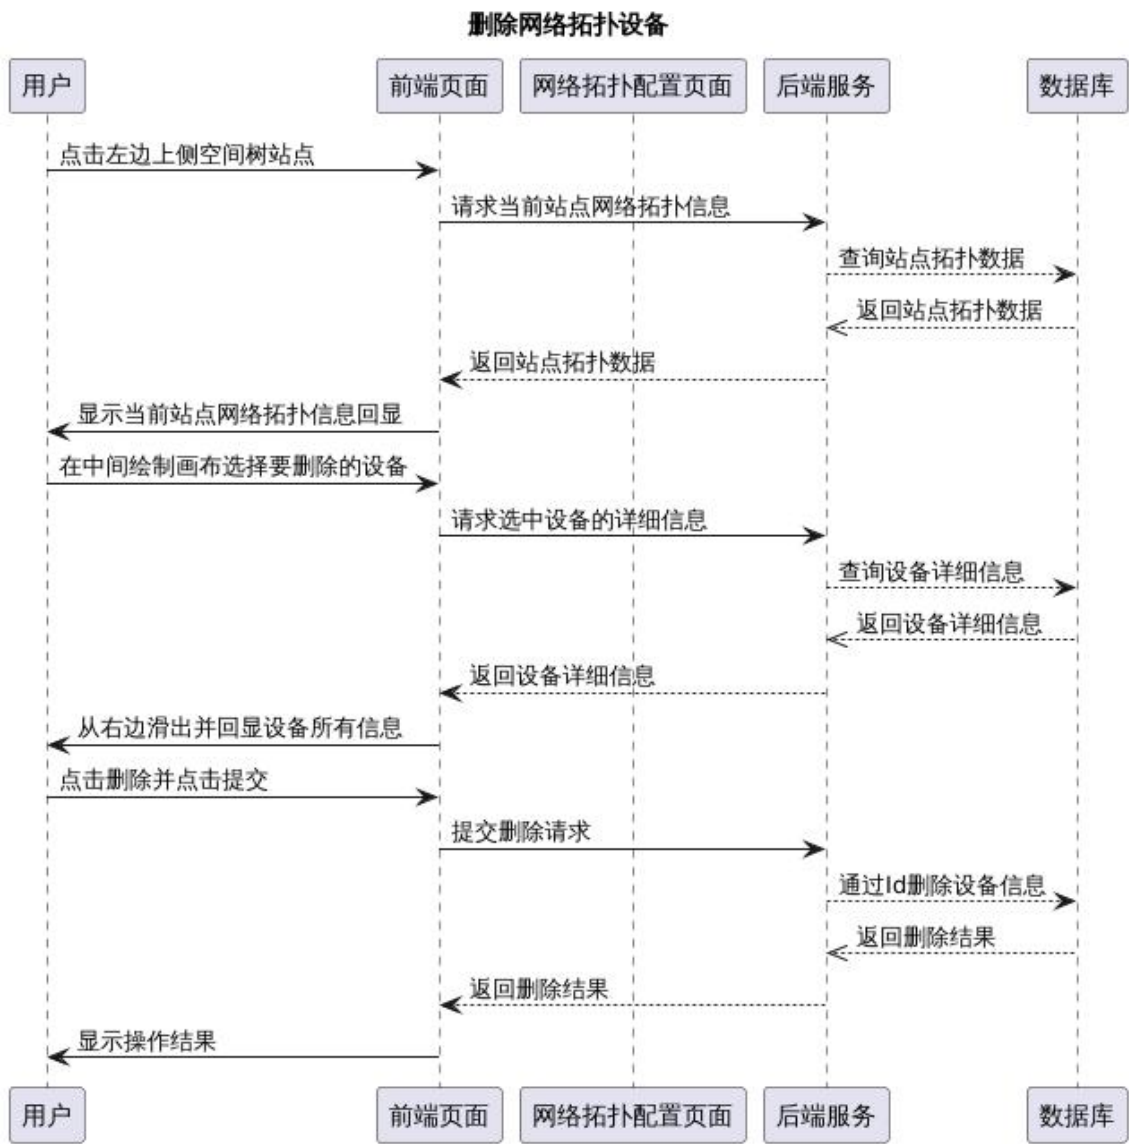 删除网络拓扑设备
用户 前端页面 网络拓扑配置页面 后端服务 数据库
点击左边上侧空间树站点
请求当前站点网络拓扑信息
查询站点拓扑数据
返回站点拓扑数据
返回站点拓扑数据
显示当前站点网络拓扑信息回显
在中间绘制画布选择要删除的设备
请求选中设备的详细信息
查询设备详细信息
返回设备详细信息
返回设备详细信息
从右边滑出并回显设备所有信息
点击删除并点击提交
提交删除请求
通过Id删除设备信息
返回删除结果
返回删除结果
显示操作结果
用户 前端页面 网络拓扑配置页面 后端服务 数据库